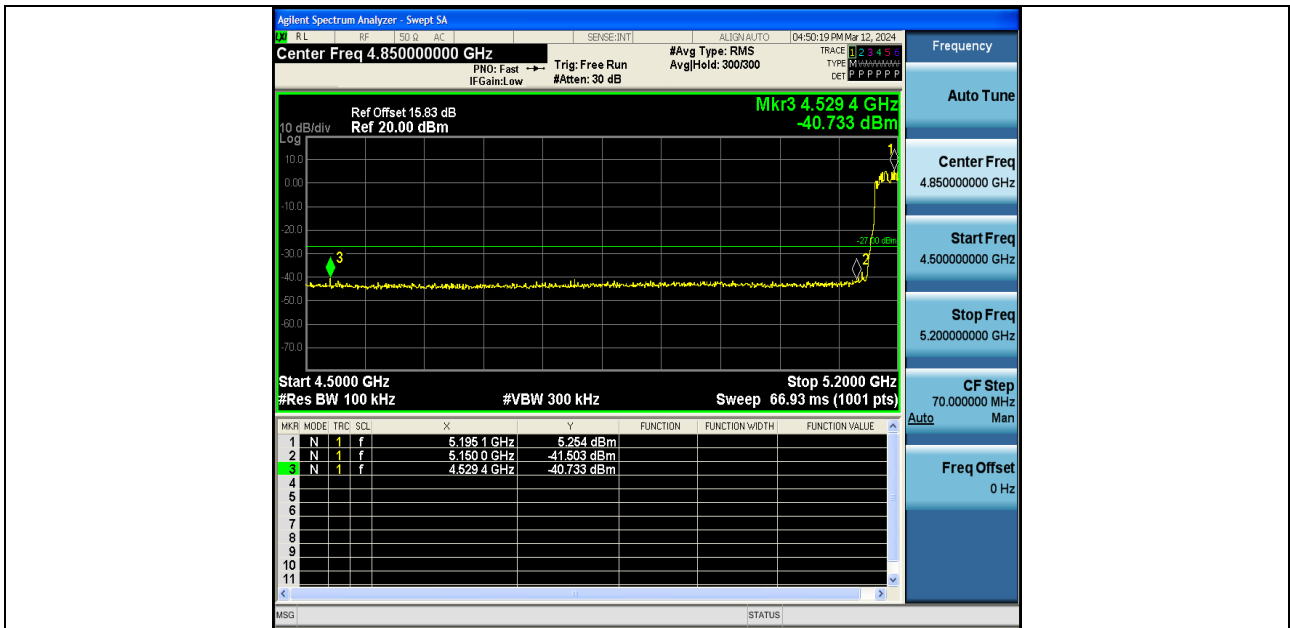 Agilent Spectrum Analyzer - Swept SA
LXI RL RF 50 Ω AC SENSE:INT ALIGN AUTO 04:50:19 PM Mar 12, 2024
Center Freq 4.850000000 GHz
PNO: Fast
IFGain:Low
Trig: Free Run
#Atten: 30 dB
#Avg Type: RMS
Avg|Hold: 300/300
TRACE 1 2 3 4 5 6
TYPE M
DET P P P P P P
Ref Offset 15.83 dB
10 dB/div Ref 20.00 dBm
Log
Mkr3 4.529 4 GHz
-40.733 dBm
10.0
0.00
-10.0
-20.0
-30.0
-40.0
-50.0
-60.0
-70.0
1
-27.00 dBm
2
3
Start 4.5000 GHz Stop 5.2000 GHz
#Res BW 100 kHz #VBW 300 kHz Sweep 66.93 ms (1001 pts)
MKR MODE TRC SCL X Y FUNCTION FUNCTION WIDTH FUNCTION VALUE
1 N 1 f 5.195 1 GHz 5.254 dBm
2 N 1 f 5.150 0 GHz -41.503 dBm
3 N 1 f 4.529 4 GHz -40.733 dBm
4
5
6
7
8
9
10
11
MSG STATUS
Frequency
Auto Tune
Center Freq
4.850000000 GHz
Start Freq
4.500000000 GHz
Stop Freq
5.200000000 GHz
CF Step
70.000000 MHz
Auto Man
Freq Offset
0 Hz